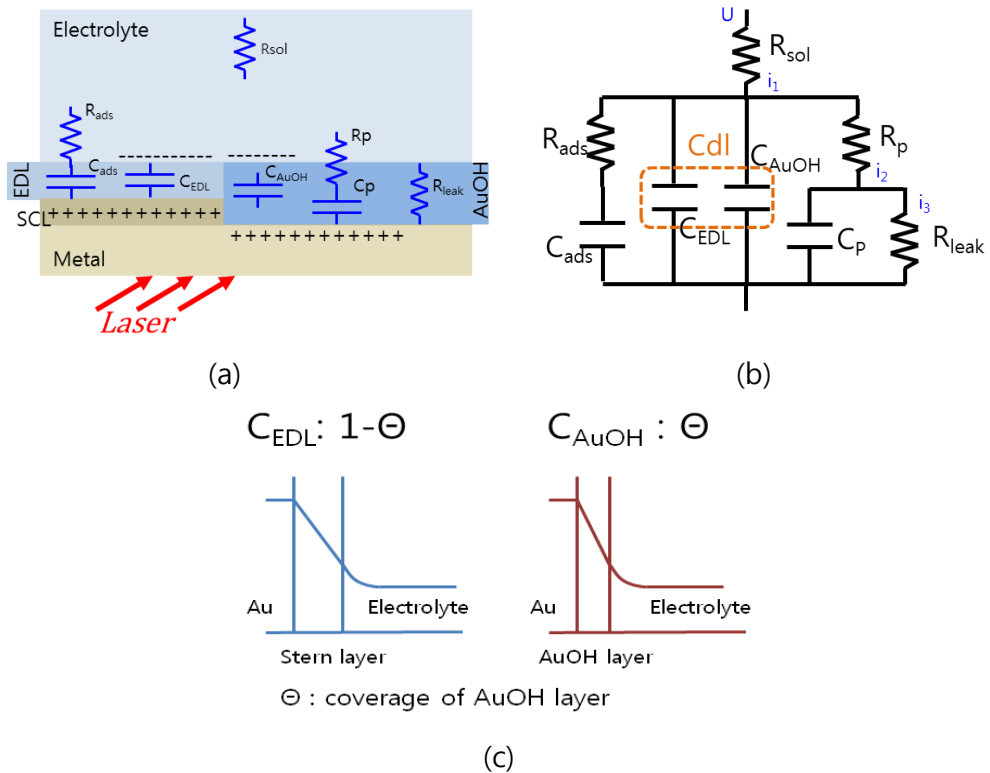 Electrolyte
Rsol
Rads
Rp
EDL
Cads
CEDL
CAuOH
Cp
Rleak
AuOH
SCL
++++++++++++
++++++++++++
Metal
Laser
(a)
U
Rsol
i1
Rads
Cdl
CAuOH
Rp
i2
i3
CEDL
Cads
CP
Rleak
(b)
CEDL: 1-Θ
CAuOH : Θ
Au
Electrolyte
Stern layer
Au
Electrolyte
AuOH layer
Θ : coverage of AuOH layer
(c)